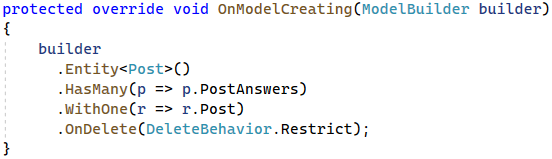 protected override void OnModelCreating(ModelBuilder builder)
{
    builder
      .Entity<Post>()
      .HasMany(p => p.PostAnswers)
      .WithOne(r => r.Post)
      .OnDelete(DeleteBehavior.Restrict);
}